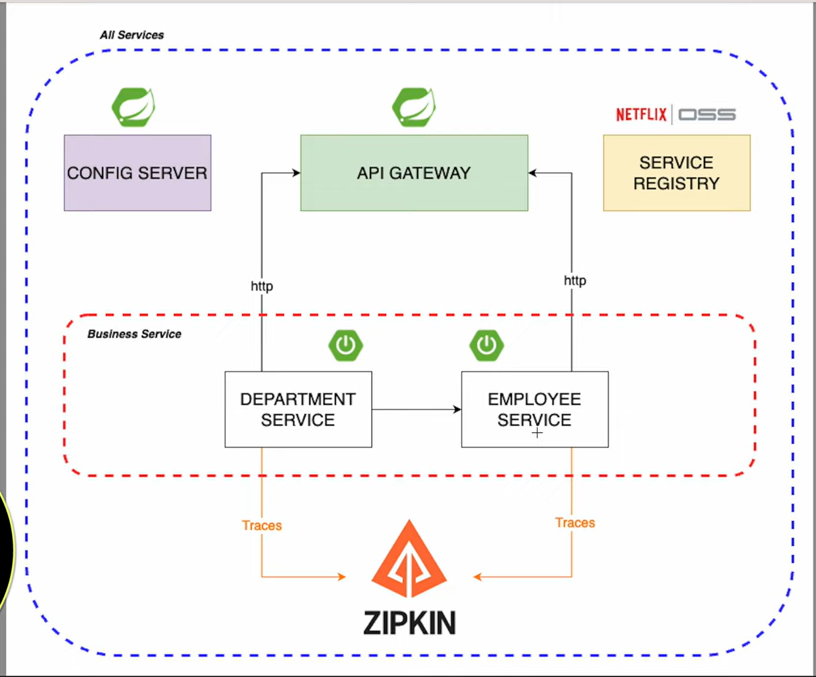 All Services
NETFLIX OSS
CONFIG SERVER
API GATEWAY
SERVICE
REGISTRY
http
http
Business Service
DEPARTMENT
SERVICE
EMPLOYEE
SERVICE
Traces
Traces
ZIPKIN